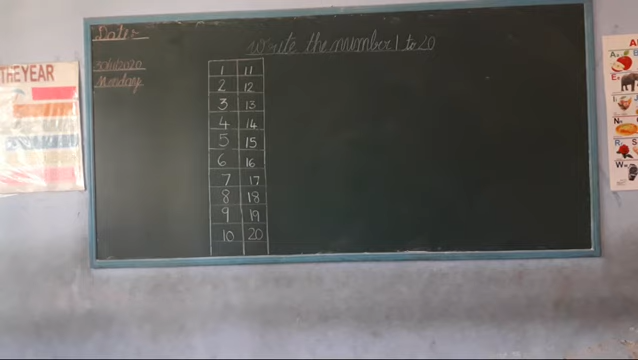 Date:-
Monday
Write the number 1 to 20
1 11
2 12
3 13
4 14
5 15
6 16
7 17
8 18
9 19
10 20
THE YEAR
A
E
I
N
R S
W